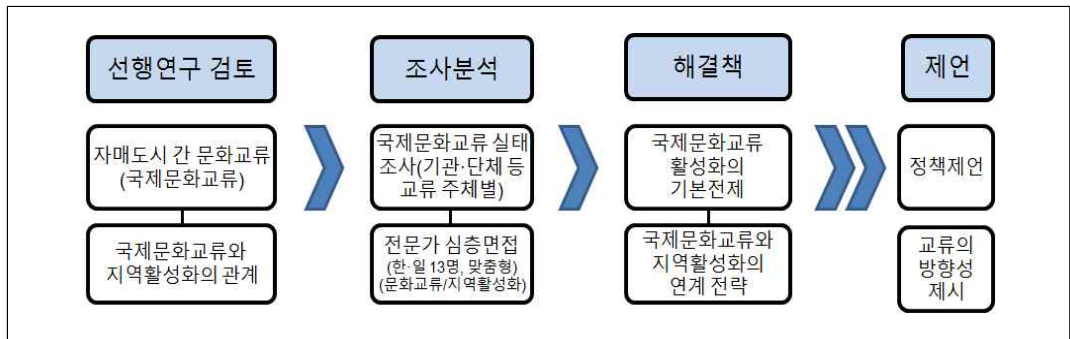 선행연구 검토
조사분석
해결책
제언
자매도시 간 문화교류
(국제문화교류)
국제문화교류 실태
조사(기관·단체 등
교류 주체별)
국제문화교류
활성화의
기본전제
정책제언
국제문화교류와
지역활성화의 관계
전문가 심층면접
(한·일 13명, 맞춤형)
(문화교류/지역활성화)
국제문화교류와
지역활성화의
연계 전략
교류의
방향성
제시